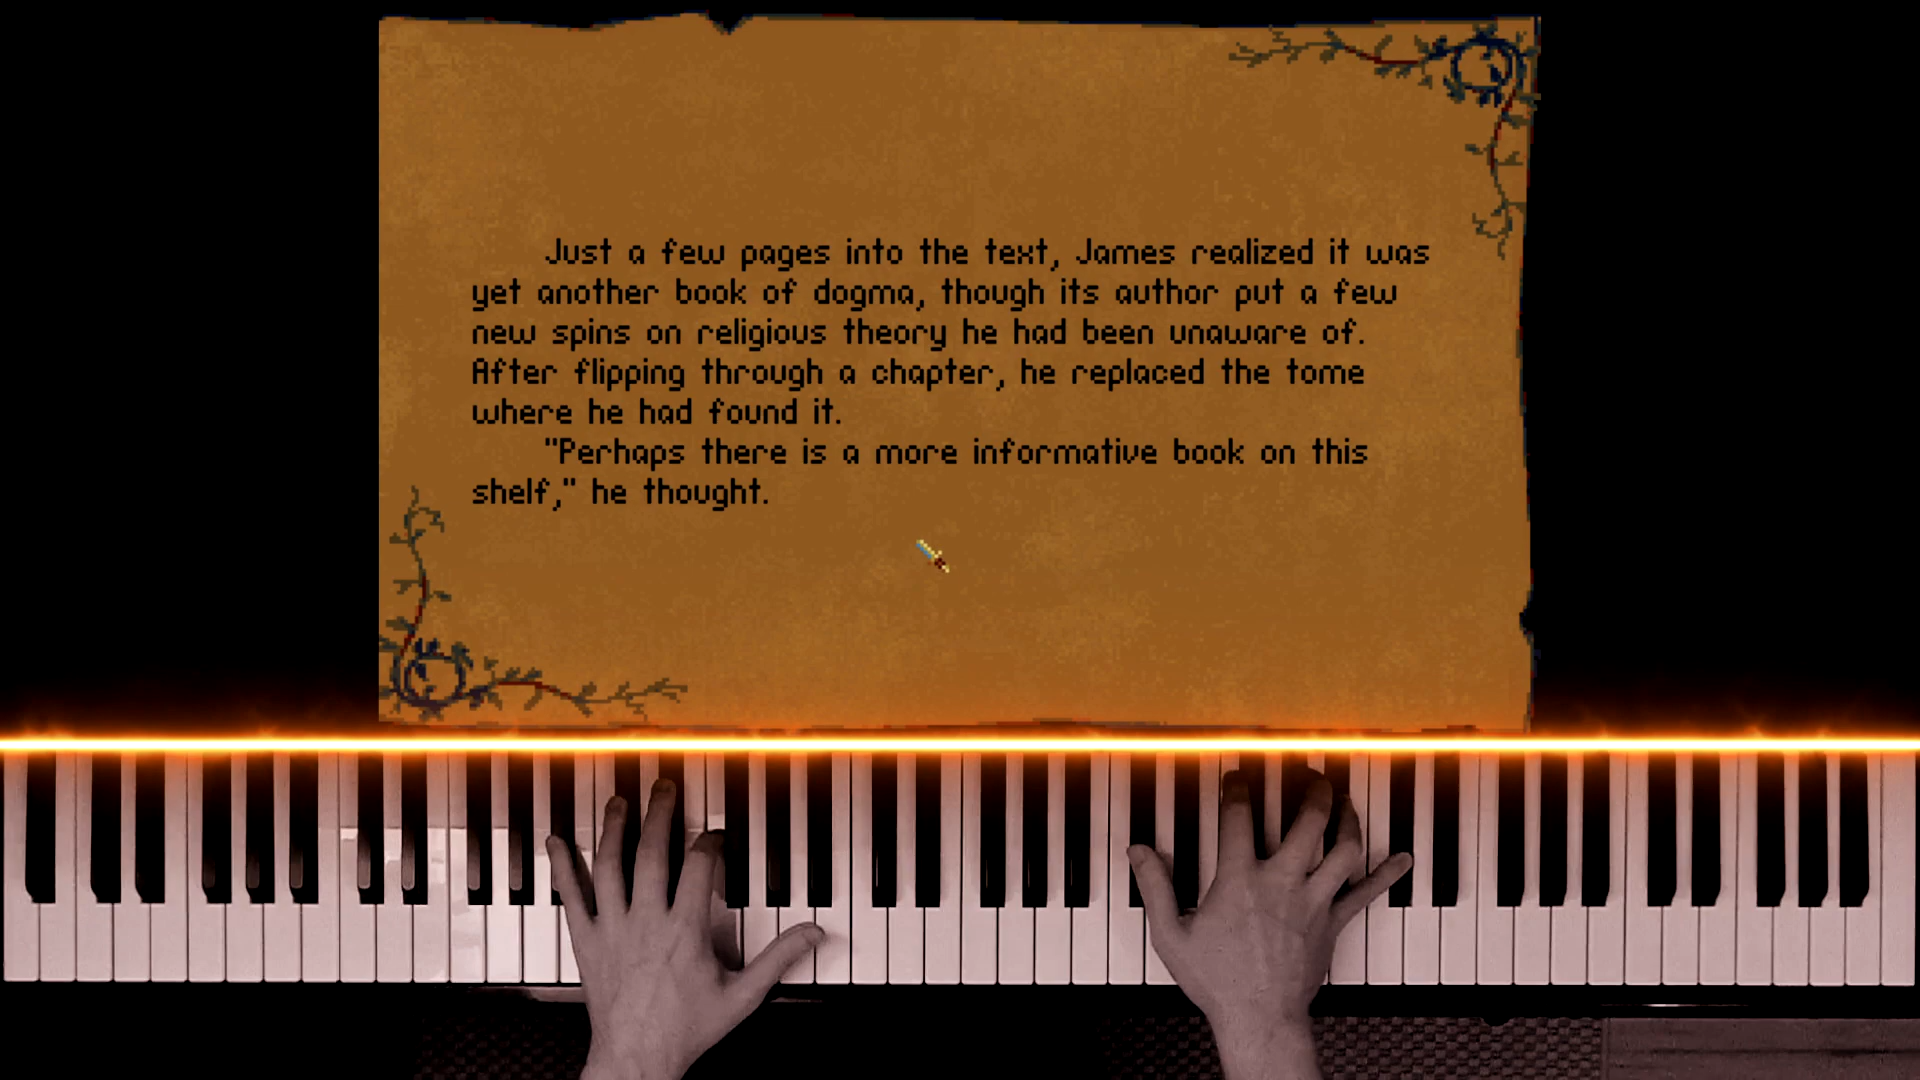 Just a few pages into the text, James realized it was
yet another book of dogma, though its author put a few
new spins on religious theory he had been unaware of.
After flipping through a chapter, he replaced the tome
where he had found it.
"Perhaps there is a more informative book on this
shelf," he thought.